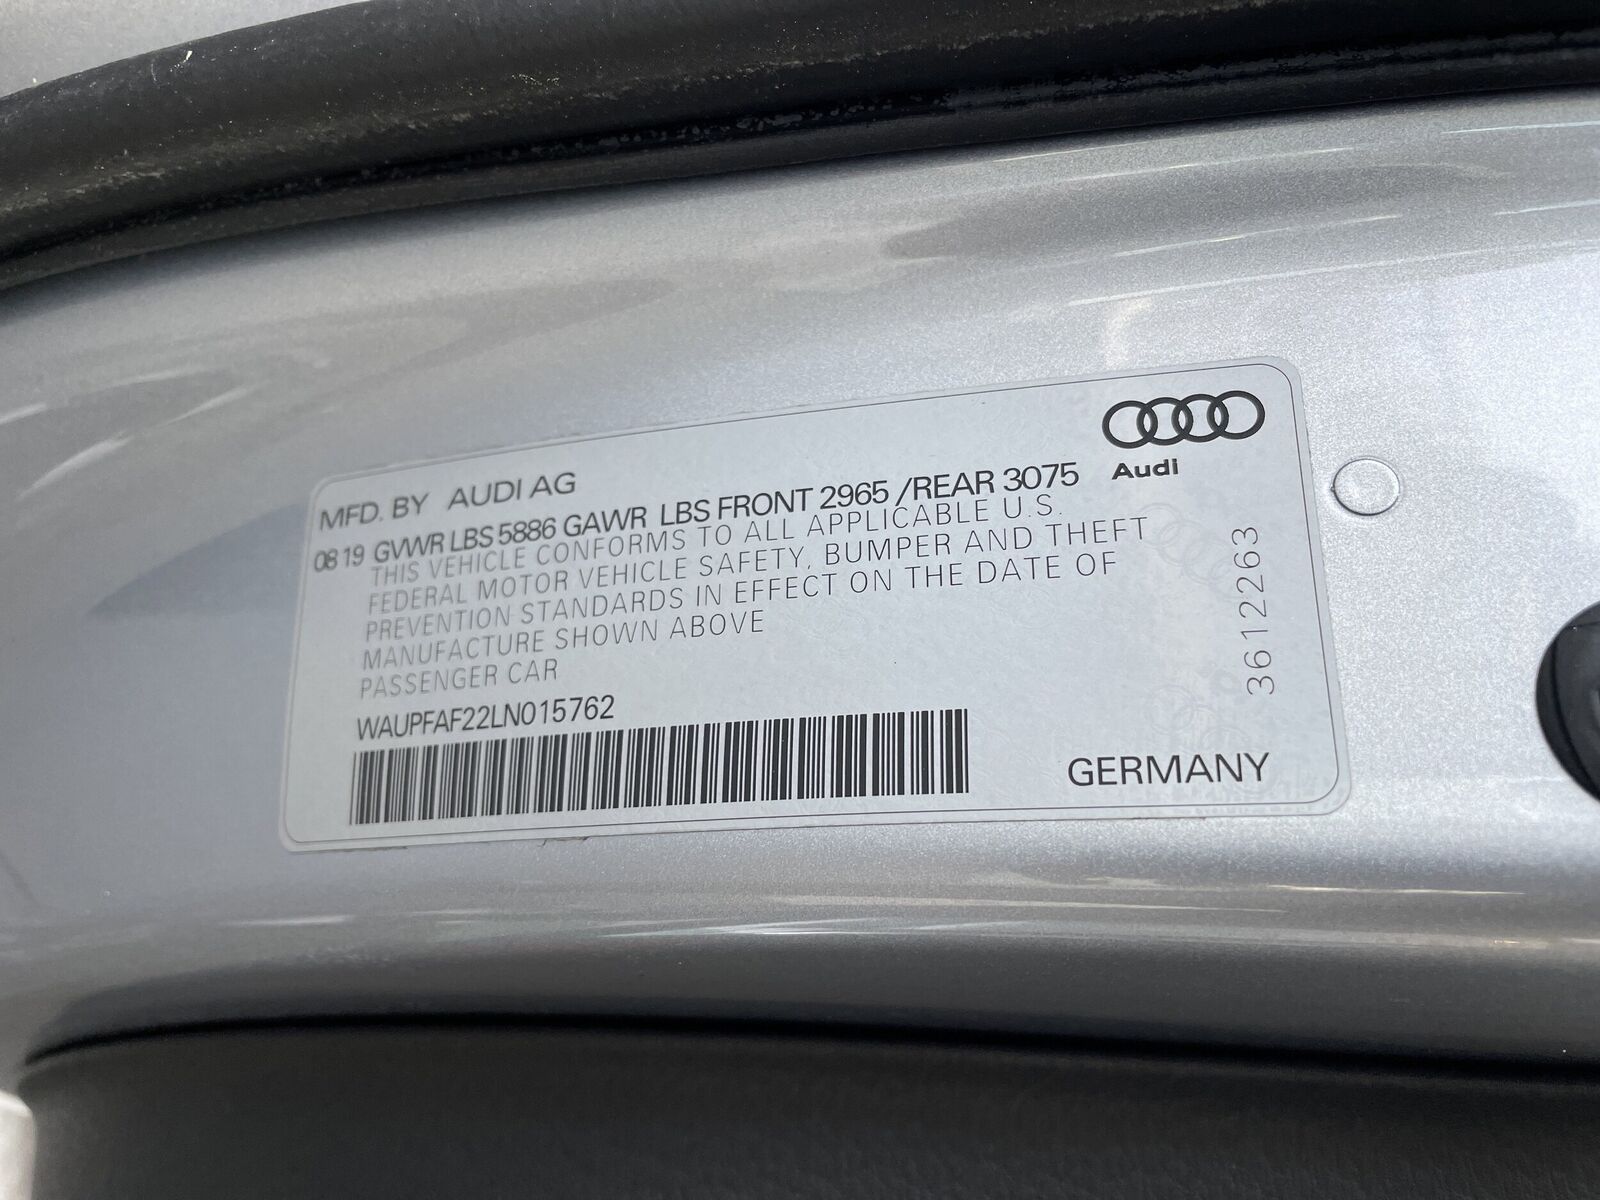 MFD. BY AUDI AG
Audi
08 19 GVWR LBS 5886 GAWR LBS FRONT 2965 /REAR 3075
THIS VEHICLE CONFORMS TO ALL APPLICABLE U.S.
FEDERAL MOTOR VEHICLE SAFETY, BUMPER AND THEFT
PREVENTION STANDARDS IN EFFECT ON THE DATE OF
MANUFACTURE SHOWN ABOVE
PASSENGER CAR
WAUPFAF22LN015762
3612263
GERMANY